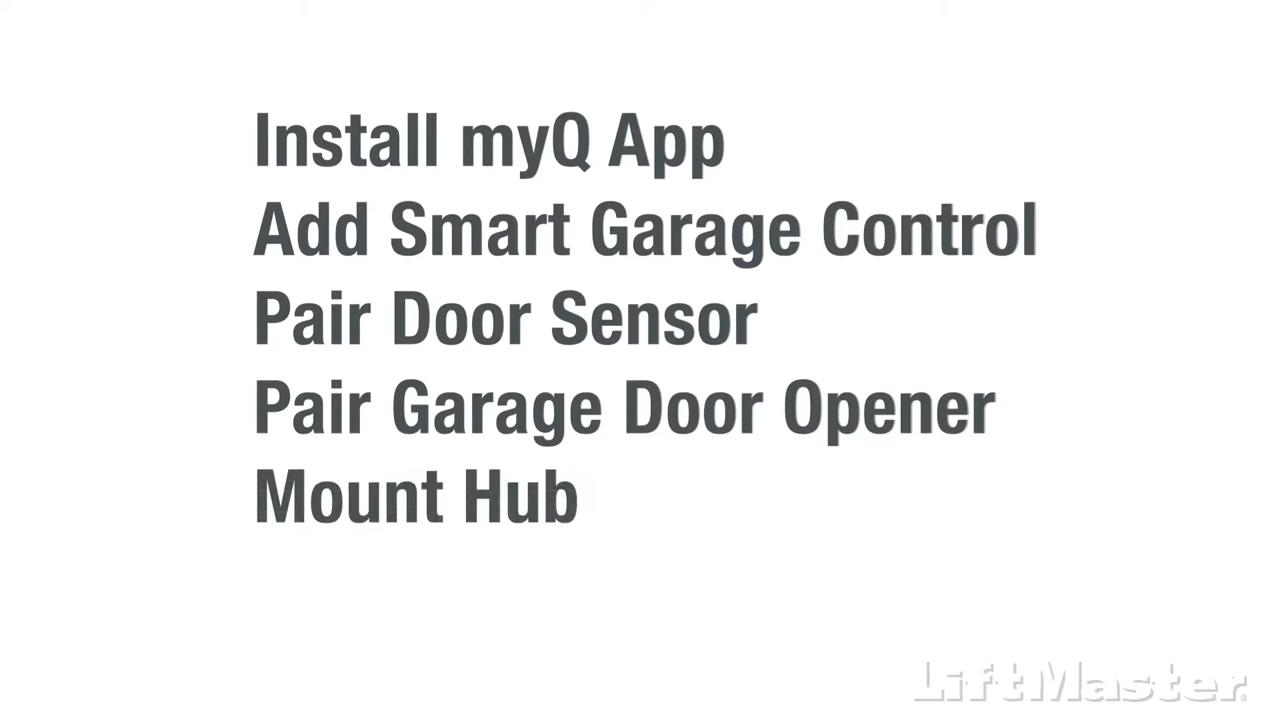 Install myQ App
Add Smart Garage Control
Pair Door Sensor
Pair Garage Door Opener
Mount Hub
LiftMaster®